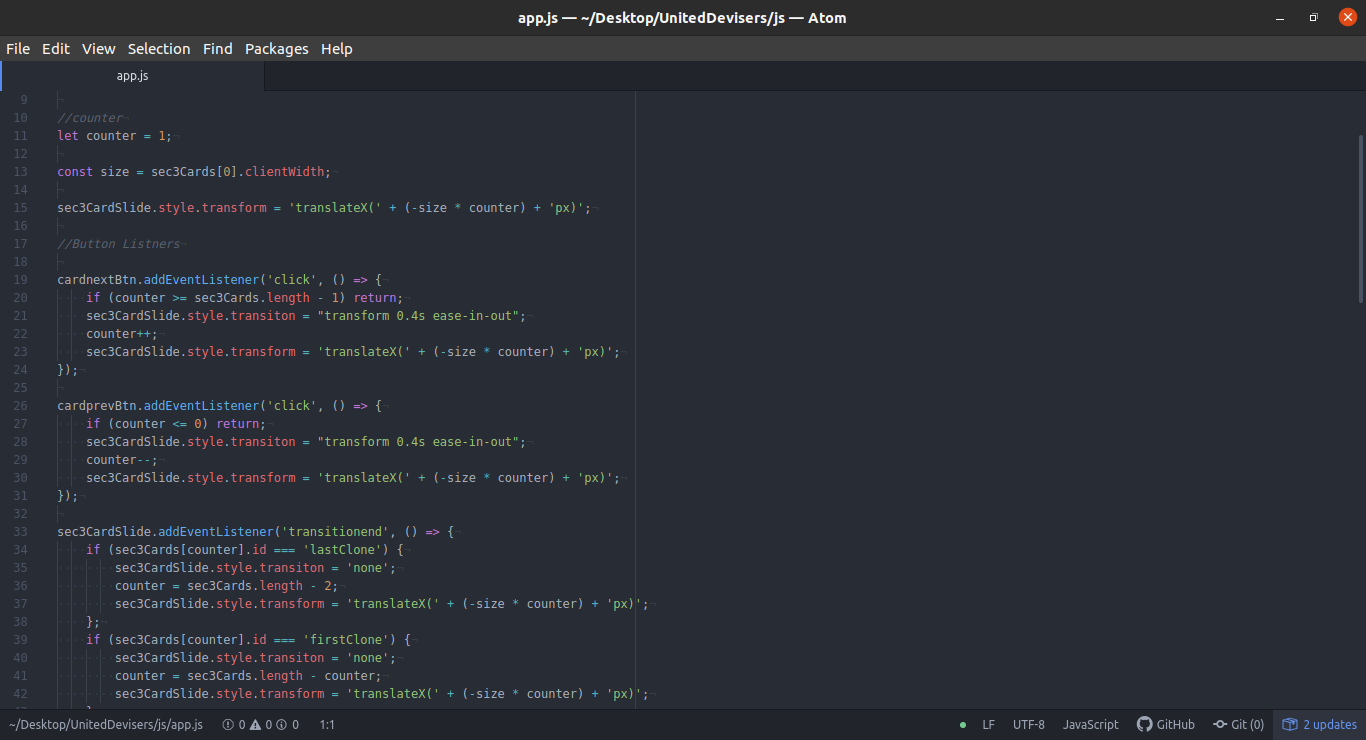 app.js — ~/Desktop/UnitedDevisers/js — Atom
File Edit View Selection Find Packages Help
app.js
9
10 //counter
11 let counter = 1;
12
13 const size = sec3Cards[0].clientWidth;
14
15 sec3CardSlide.style.transform = 'translateX(' + (-size * counter) + 'px)';
16
17 //Button Listners
18
19 cardnextBtn.addEventListener('click', () => {
20 if (counter >= sec3Cards.length - 1) return;
21 sec3CardSlide.style.transiton = "transform 0.4s ease-in-out";
22 counter++;
23 sec3CardSlide.style.transform = 'translateX(' + (-size * counter) + 'px)';
24 });
25
26 cardprevBtn.addEventListener('click', () => {
27 if (counter <= 0) return;
28 sec3CardSlide.style.transiton = "transform 0.4s ease-in-out";
29 counter--;
30 sec3CardSlide.style.transform = 'translateX(' + (-size * counter) + 'px)';
31 });
32
33 sec3CardSlide.addEventListener('transitionend', () => {
34 if (sec3Cards[counter].id === 'lastClone') {
35 sec3CardSlide.style.transiton = 'none';
36 counter = sec3Cards.length - 2;
37 sec3CardSlide.style.transform = 'translateX(' + (-size * counter) + 'px)';
38 };
39 if (sec3Cards[counter].id === 'firstClone') {
40 sec3CardSlide.style.transiton = 'none';
41 counter = sec3Cards.length - counter;
42 sec3CardSlide.style.transform = 'translateX(' + (-size * counter) + 'px)';
~/Desktop/UnitedDevisers/js/app.js 0 0 0 1:1 LF UTF-8 JavaScript GitHub Git (0) 2 updates